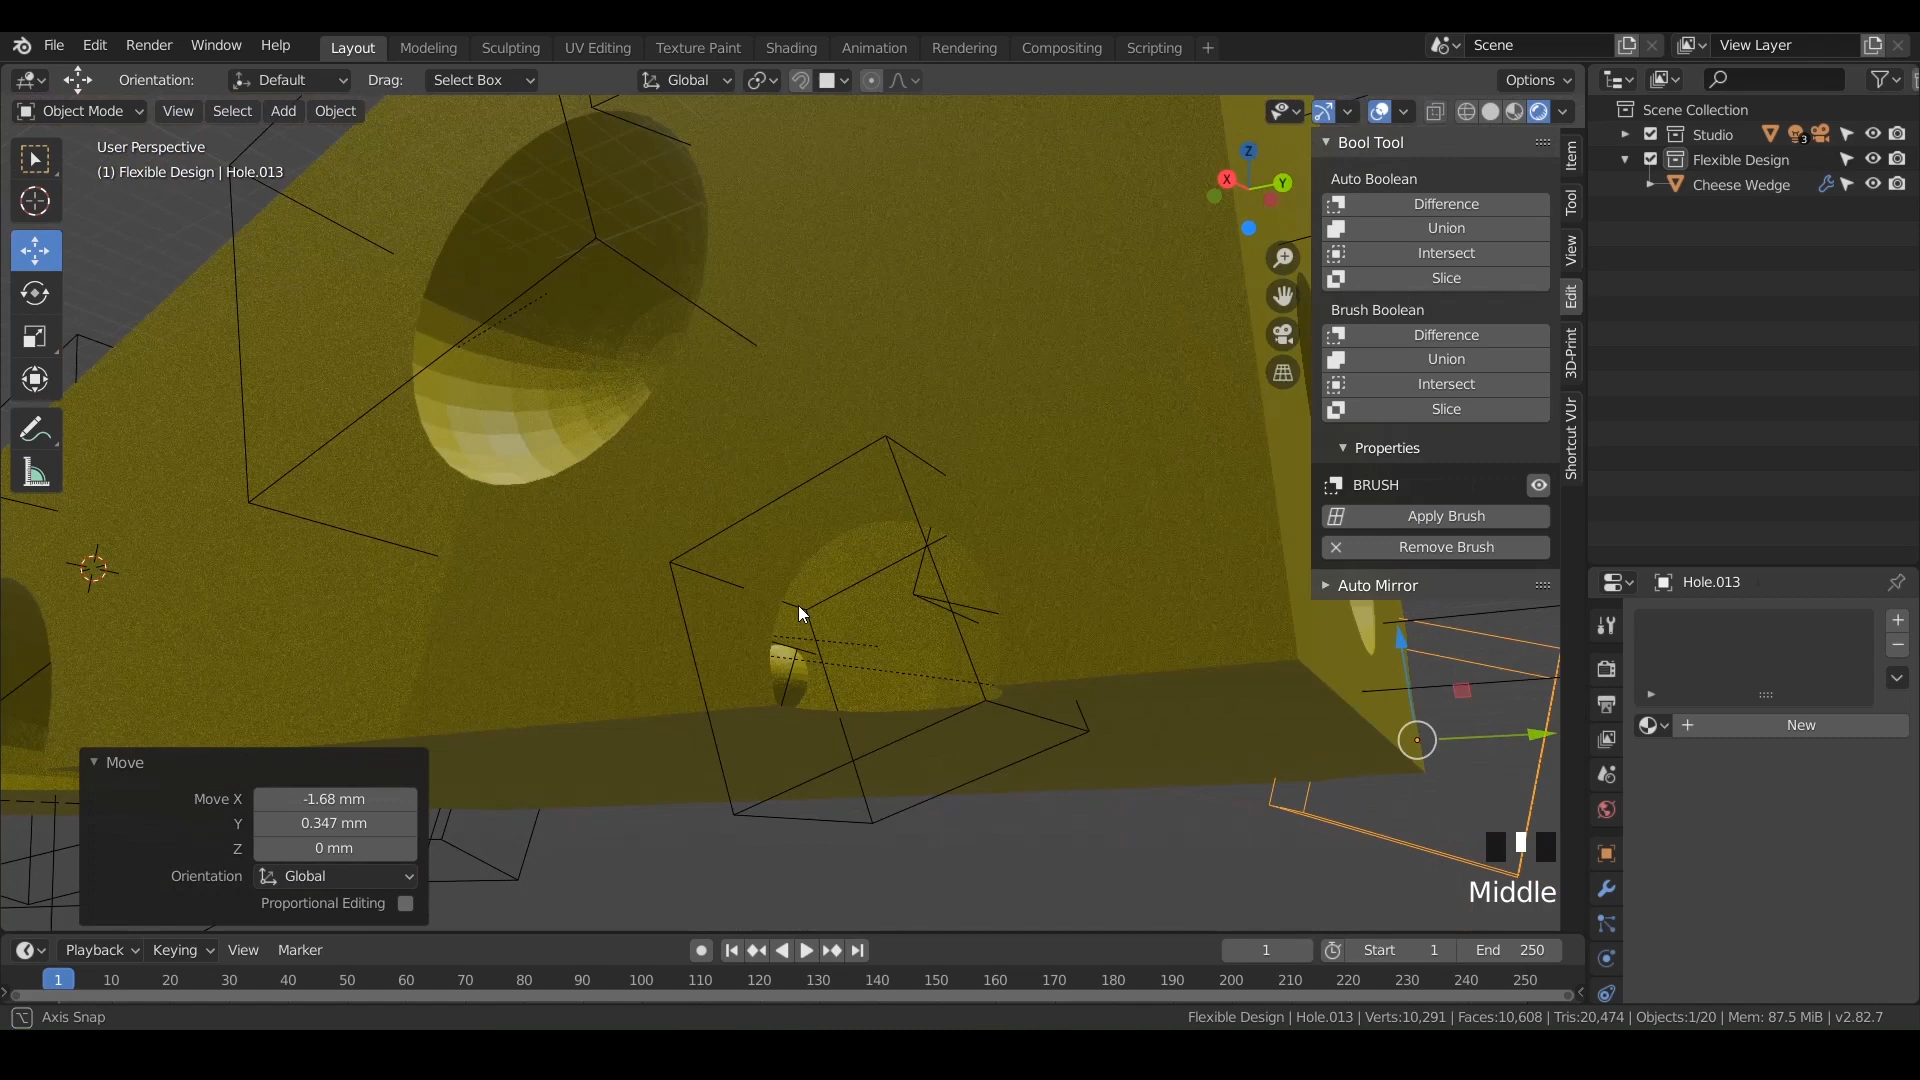 File Edit Render Window Help Layout Modeling Sculpting UV Editing Texture Paint Shading Animation Rendering Compositing Scripting + Scene View Layer
Orientation: Default Drag: Select Box Global Options
Object Mode View Select Add Object
User Perspective
(1) Flexible Design | Hole.013
Z
X
Y
Bool Tool
Auto Boolean
Difference
Union
Intersect
Slice
Brush Boolean
Difference
Union
Intersect
Slice
Properties
BRUSH
Apply Brush
Remove Brush
Auto Mirror
Item
Tool
View
Edit
3D-Print
Shortcut VUr
Scene Collection
Studio 3
Flexible Design
Cheese Wedge
Hole.013
New
Move
Move X -1.68 mm
Y 0.347 mm
Z 0 mm
Orientation Global
Proportional Editing
Middle
Playback Keying View Marker 1 Start 1 End 250
1 10 20 30 40 50 60 70 80 90 100 110 120 130 140 150 160 170 180 190 200 210 220 230 240 250
Axis Snap Flexible Design | Hole.013 | Verts:10,291 | Faces:10,608 | Tris:20,474 | Objects:1/20 | Mem: 87.5 MiB | v2.82.7